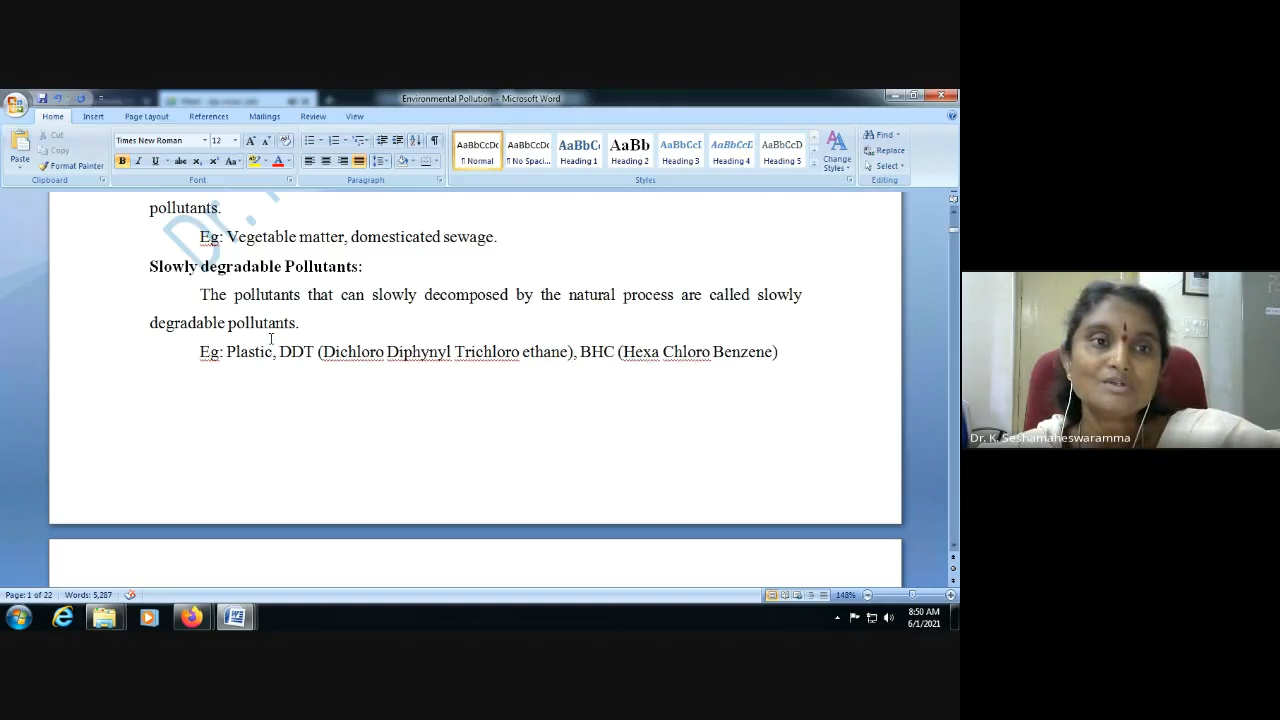 Environmental Pollution - Microsoft Word
Home Insert Page Layout References Mailings Review View
Paste
Cut
Copy
Format Painter
Clipboard
Times New Roman 12
Font
Paragraph
AaBbCcDc AaBbCcDc AaBbC AaBb AaBbCcI AaBbCcD AaBbCcD
¶ Normal ¶ No Spaci... Heading 1 Heading 2 Heading 3 Heading 4 Heading 5
Change
Styles
Styles
Find
Replace
Select
Editing
Dr.
pollutants.
Eg: Vegetable matter, domesticated sewage.
Slowly degradable Pollutants:
The pollutants that can slowly decomposed by the natural process are called slowly
degradable pollutants.
Eg: Plastic, DDT (Dichloro Diphynyl Trichloro ethane), BHC (Hexa Chloro Benzene)
Dr. K. Seshamaheswaramma
Page: 1 of 22 Words: 5,287 148%
8:50 AM
6/1/2021